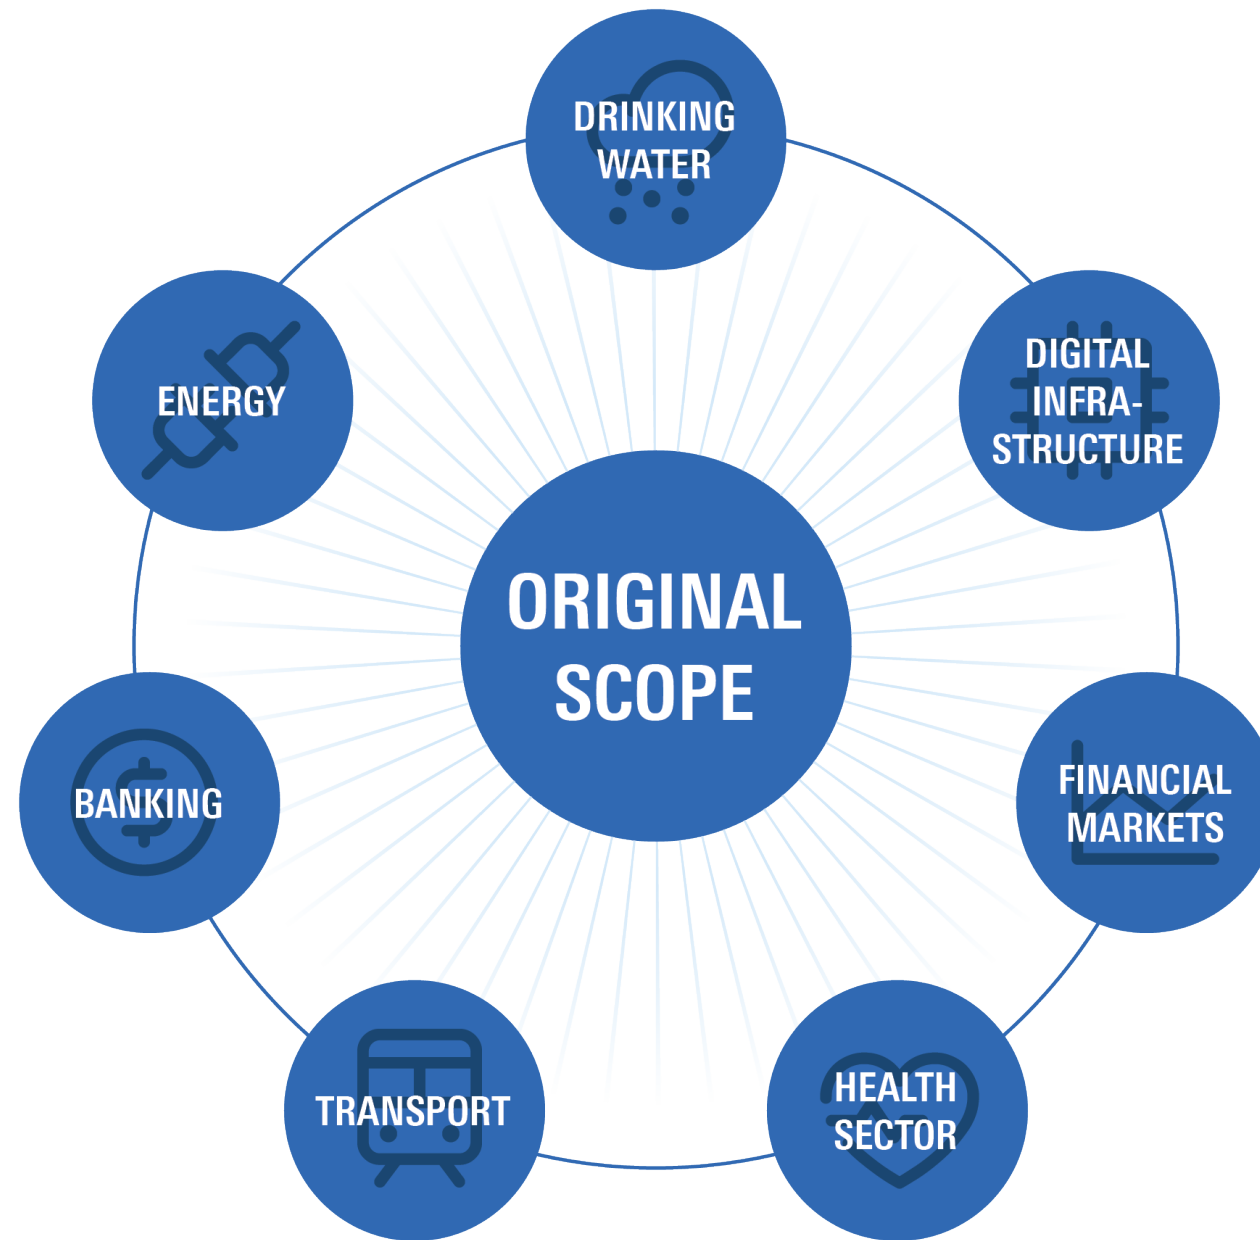 DRINKING
WATER
DIGITAL
INFRA-
STRUCTURE
FINANCIAL
MARKETS
HEALTH
SECTOR
TRANSPORT
BANKING
ENERGY
ORIGINAL
SCOPE